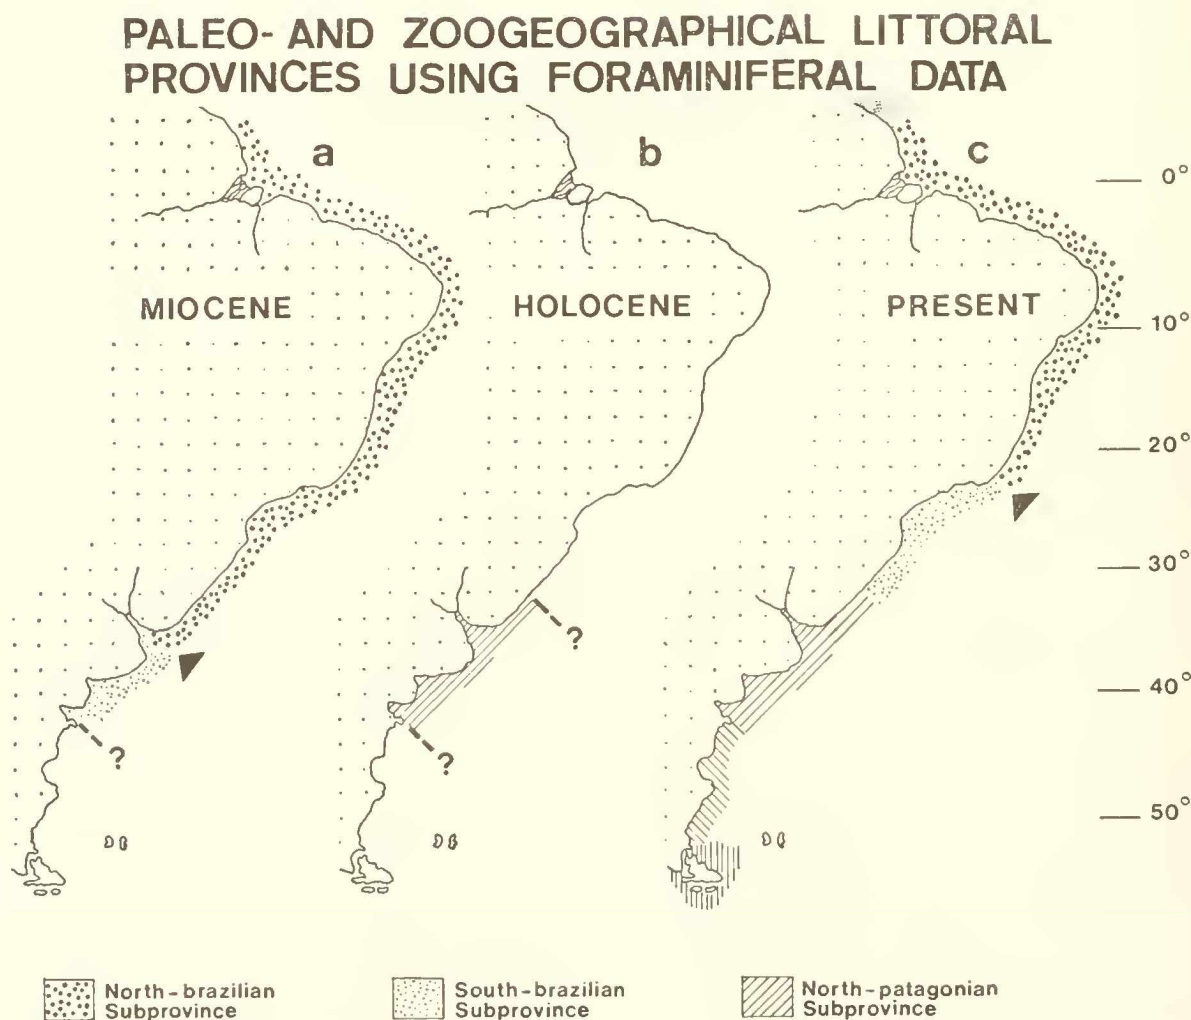 PALEO- AND ZOOGEOGRAPHICAL LITTORAL
PROVINCES USING FORAMINIFERAL DATA
a
b
c
0°
MIOCENE
HOLOCENE
PRESENT
10°
20°
30°
?
40°
?
?
50°
North-brazilian
Subprovince
South-brazilian
Subprovince
North-patagonian
Subprovince